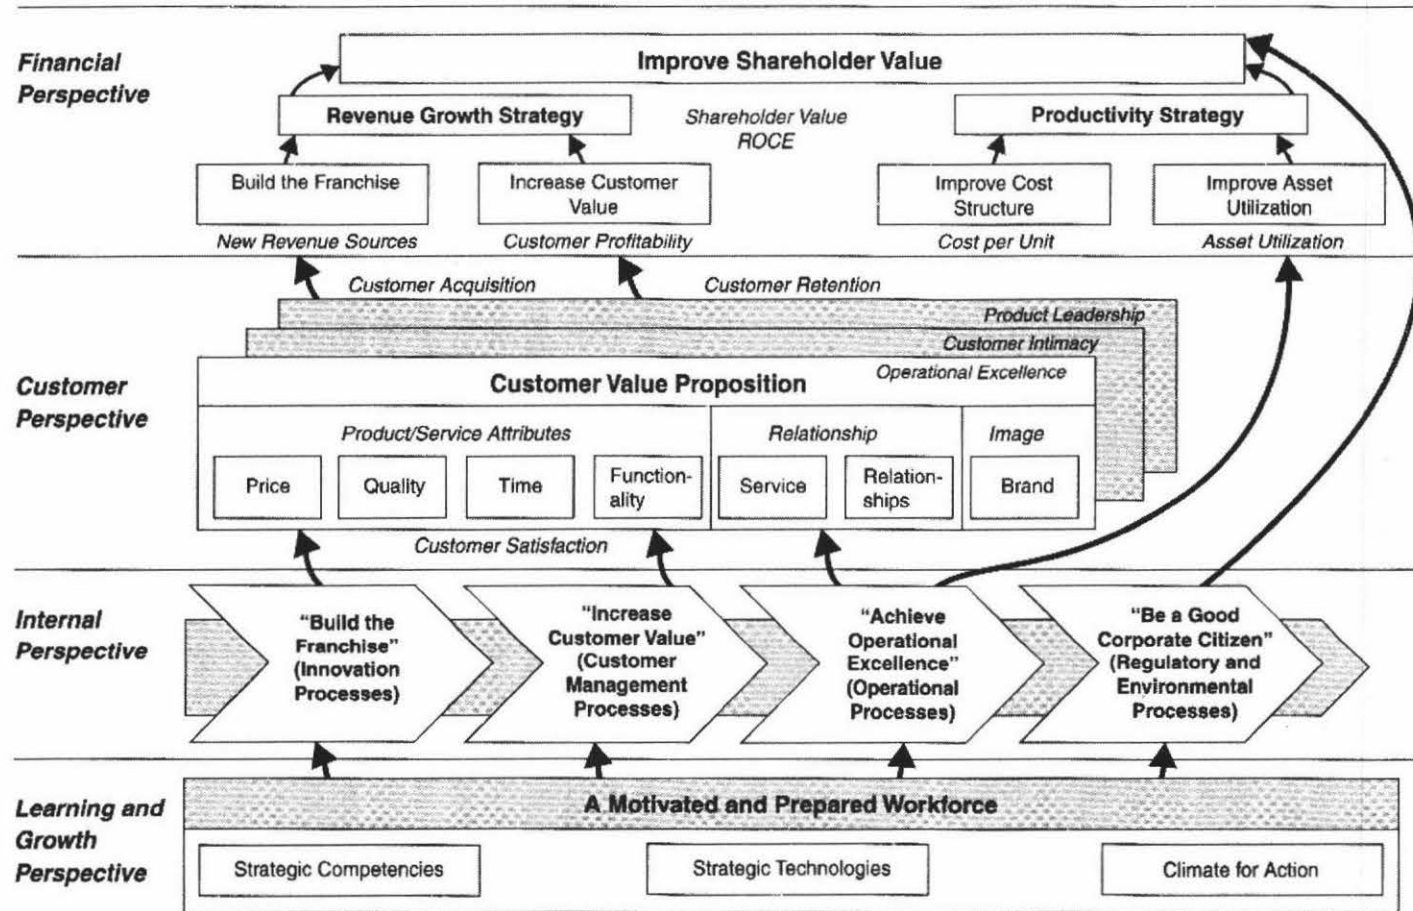 Financial
Perspective
Improve Shareholder Value
Revenue Growth Strategy
Shareholder Value
ROCE
Productivity Strategy
Build the Franchise
Increase Customer
Value
Improve Cost
Structure
Improve Asset
Utilization
New Revenue Sources
Customer Profitability
Cost per Unit
Asset Utilization
Customer Acquisition
Customer Retention
Product Leadership
Customer Intimacy
Operational Excellence
Customer
Perspective
Customer Value Proposition
Product/Service Attributes
Relationship
Image
Price
Quality
Time
Function-
ality
Service
Relation-
ships
Brand
Customer Satisfaction
Internal
Perspective
"Build the
Franchise"
(Innovation
Processes)
"Increase
Customer Value"
(Customer
Management
Processes)
"Achieve
Operational
Excellence"
(Operational
Processes)
"Be a Good
Corporate Citizen"
(Regulatory and
Environmental
Processes)
Learning and
Growth
Perspective
A Motivated and Prepared Workforce
Strategic Competencies
Strategic Technologies
Climate for Action